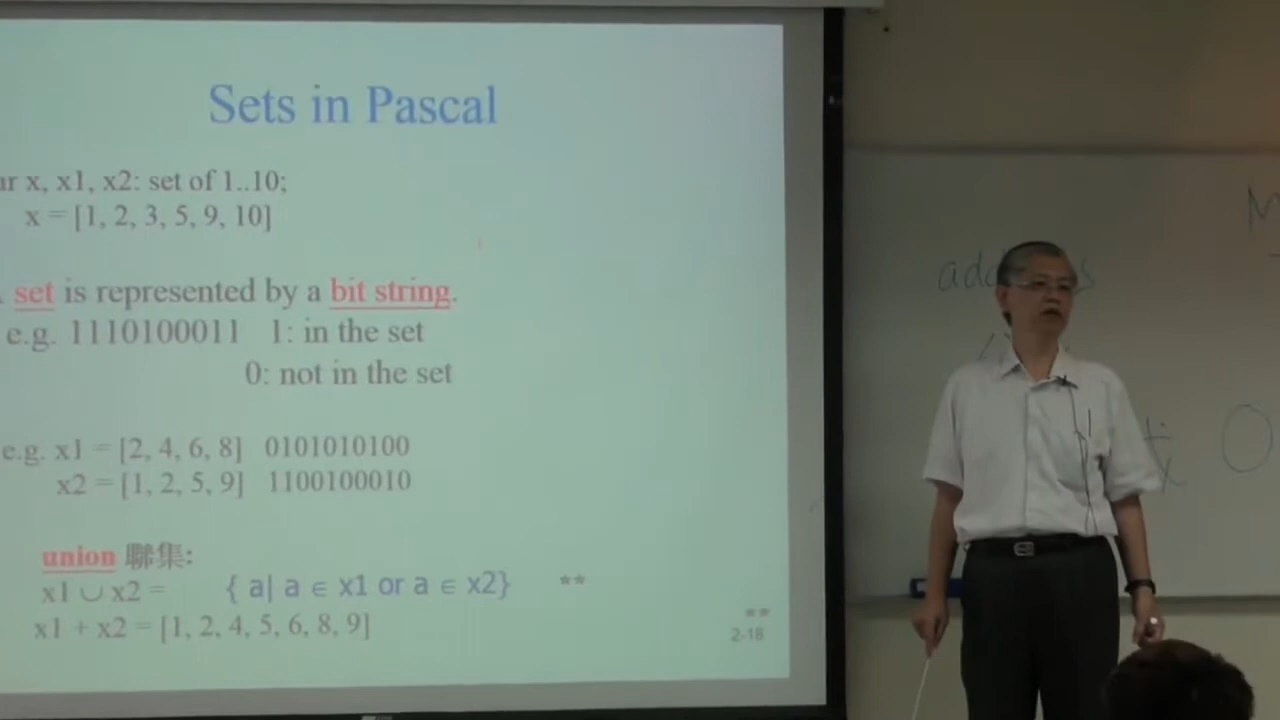 Sets in Pascal
ar x, x1, x2: set of 1..10;
x = [1, 2, 3, 5, 9, 10]
set is represented by a bit string.
e.g. 1110100011 1: in the set
0: not in the set
e.g. x1 = [2, 4, 6, 8] 0101010100
x2 = [1, 2, 5, 9] 1100100010
union 聯集:
x1 ∪ x2 = { a| a ∈ x1 or a ∈ x2} **
x1 + x2 = [1, 2, 4, 5, 6, 8, 9]
**
2-18